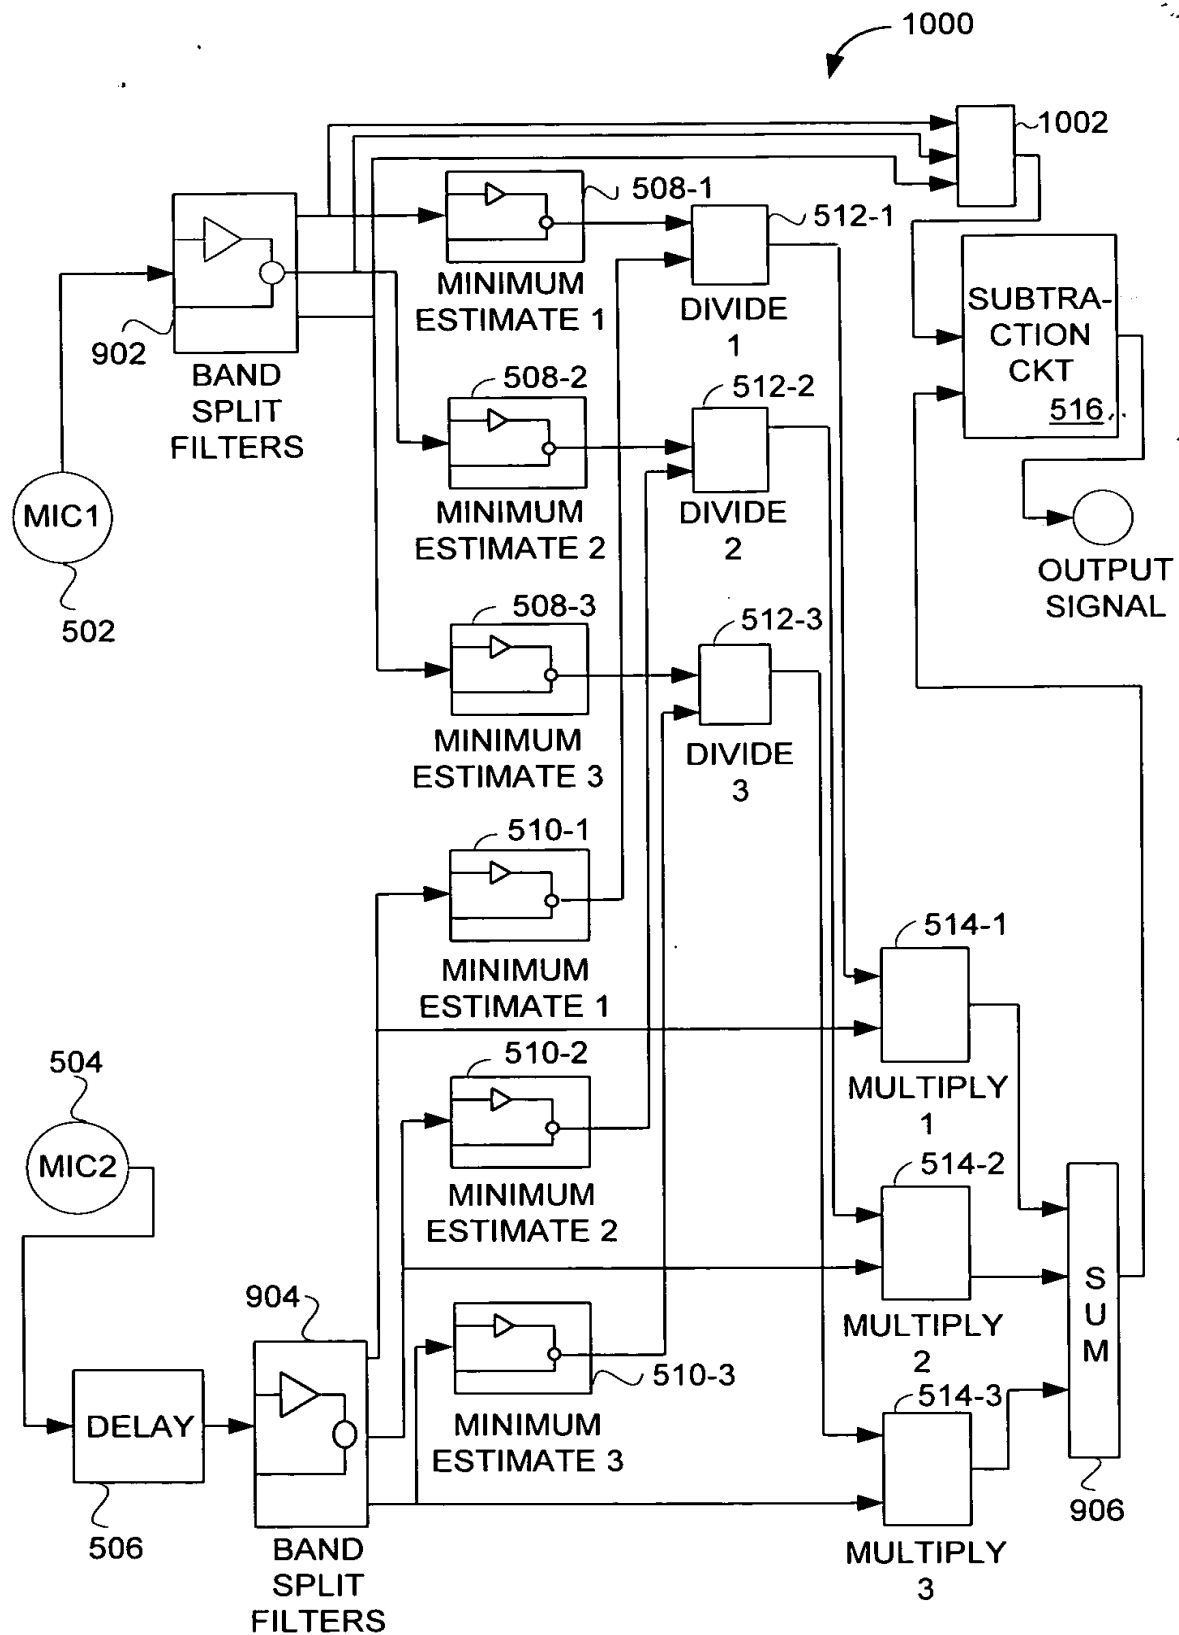 1000
1002
508-1
512-1
MINIMUM
ESTIMATE 1
DIVIDE
1
SUBTRA-
CTION
CKT
516
902
BAND
SPLIT
FILTERS
508-2
512-2
MIC1
MINIMUM
ESTIMATE 2
DIVIDE
2
OUTPUT
SIGNAL
502
508-3
512-3
MINIMUM
ESTIMATE 3
DIVIDE
3
510-1
MINIMUM
ESTIMATE 1
514-1
MULTIPLY
1
504
510-2
MIC2
MINIMUM
ESTIMATE 2
514-2
MULTIPLY
2
SUM
904
510-3
DELAY
MINIMUM
ESTIMATE 3
514-3
MULTIPLY
3
906
506
BAND
SPLIT
FILTERS